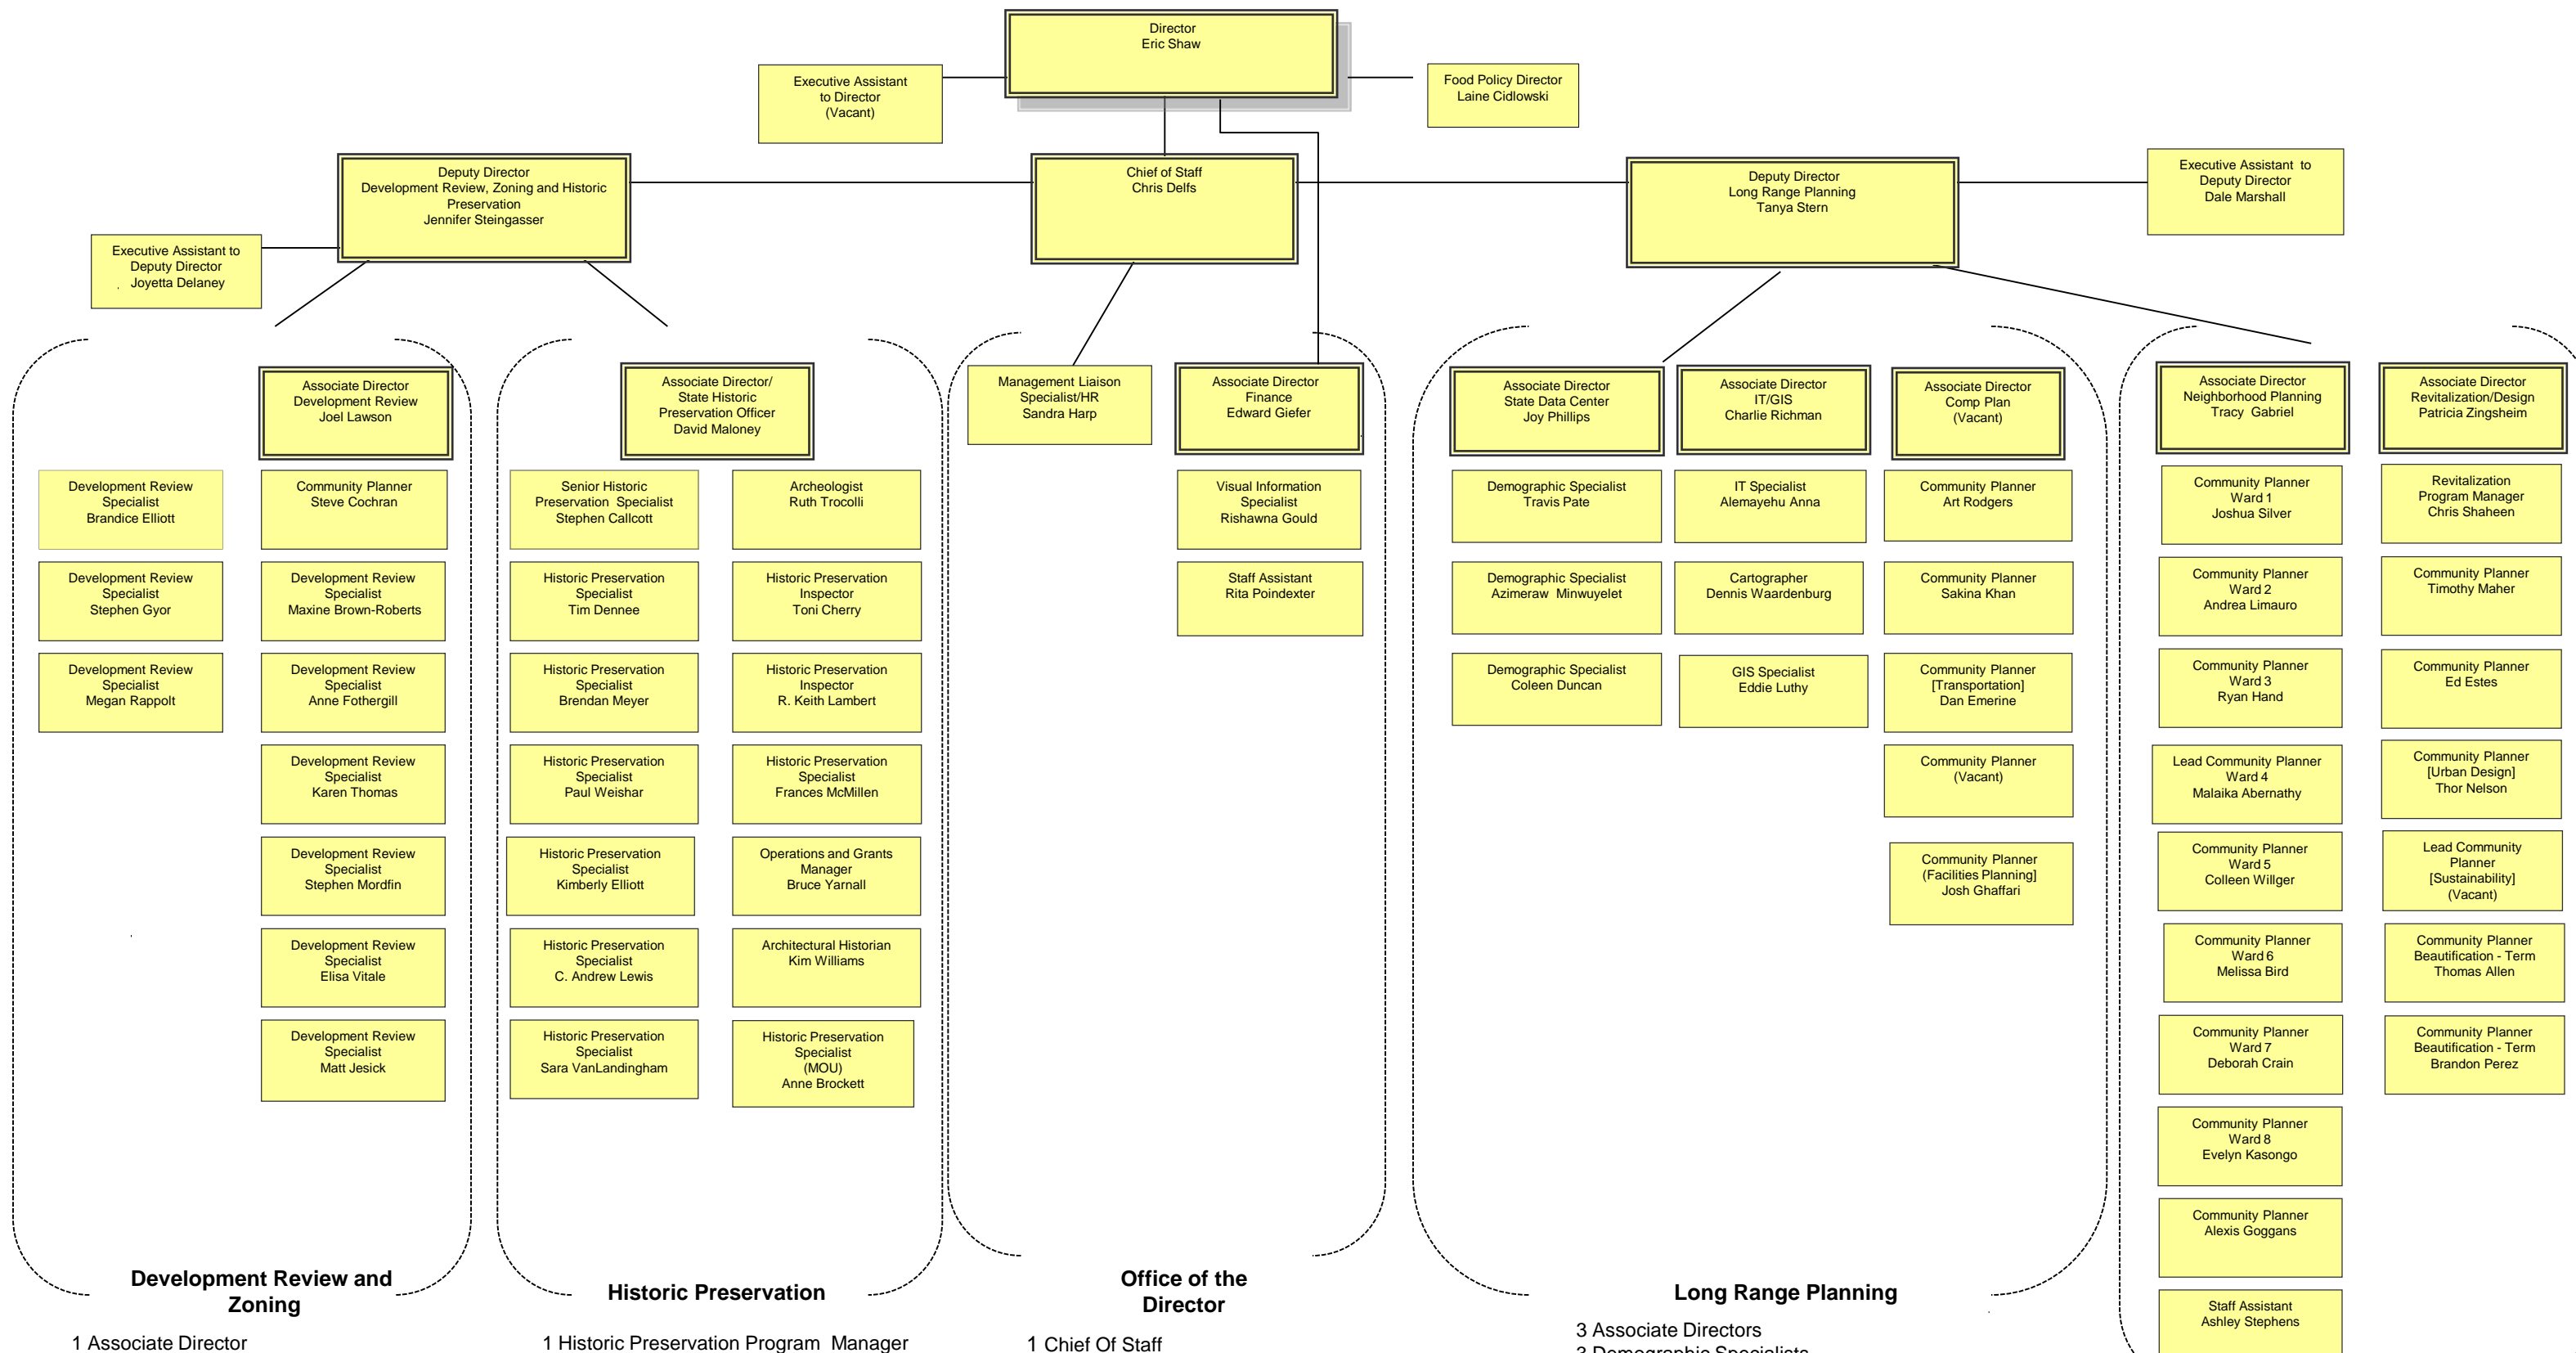 Director
Eric Shaw
Executive Assistant
to Director
(Vacant)
Food Policy Director
Laine Cidlowski
Deputy Director
Development Review, Zoning and Historic
Preservation
Jennifer Steingasser
Chief of Staff
Chris Delfs
Deputy Director
Long Range Planning
Tanya Stern
Executive Assistant to
Deputy Director
Dale Marshall
Executive Assistant to
Deputy Director
Joyetta Delaney
Associate Director
Development Review
Joel Lawson
Development Review
Specialist
Brandice Elliott
Development Review
Specialist
Stephen Gyor
Development Review
Specialist
Megan Rappolt
Community Planner
Steve Cochran
Development Review
Specialist
Maxine Brown-Roberts
Development Review
Specialist
Anne Fothergill
Development Review
Specialist
Karen Thomas
Development Review
Specialist
Stephen Mordfin
Development Review
Specialist
Elisa Vitale
Development Review
Specialist
Matt Jesick
Development Review and
Zoning
1 Associate Director
Associate Director/
State Historic
Preservation Officer
David Maloney
Senior Historic
Preservation Specialist
Stephen Callcott
Historic Preservation
Specialist
Tim Dennee
Historic Preservation
Specialist
Brendan Meyer
Historic Preservation
Specialist
Paul Weishar
Historic Preservation
Specialist
Kimberly Elliott
Historic Preservation
Specialist
C. Andrew Lewis
Historic Preservation
Specialist
Sara VanLandingham
Archeologist
Ruth Trocolli
Historic Preservation
Inspector
Toni Cherry
Historic Preservation
Inspector
R. Keith Lambert
Historic Preservation
Specialist
Frances McMillen
Operations and Grants
Manager
Bruce Yarnall
Architectural Historian
Kim Williams
Historic Preservation
Specialist
(MOU)
Anne Brockett
Historic Preservation
1 Historic Preservation Program Manager
Management Liaison
Specialist/HR
Sandra Harp
Associate Director
Finance
Edward Giefer
Visual Information
Specialist
Rishawna Gould
Staff Assistant
Rita Poindexter
Office of the
Director
1 Chief Of Staff
Associate Director
State Data Center
Joy Phillips
Demographic Specialist
Travis Pate
Demographic Specialist
Azimeraw Minwuyelet
Demographic Specialist
Coleen Duncan
Associate Director
IT/GIS
Charlie Richman
IT Specialist
Alemayehu Anna
Cartographer
Dennis Waardenburg
GIS Specialist
Eddie Luthy
Associate Director
Comp Plan
(Vacant)
Community Planner
Art Rodgers
Community Planner
Sakina Khan
Community Planner
[Transportation]
Dan Emerine
Community Planner
(Vacant)
Community Planner
(Facilities Planning]
Josh Ghaffari
Long Range Planning
3 Associate Directors
3 Demographic Specialists
Associate Director
Neighborhood Planning
Tracy Gabriel
Community Planner
Ward 1
Joshua Silver
Community Planner
Ward 2
Andrea Limauro
Community Planner
Ward 3
Ryan Hand
Lead Community Planner
Ward 4
Malaika Abernathy
Community Planner
Ward 5
Colleen Willger
Community Planner
Ward 6
Melissa Bird
Community Planner
Ward 7
Deborah Crain
Community Planner
Ward 8
Evelyn Kasongo
Community Planner
Alexis Goggans
Staff Assistant
Ashley Stephens
Associate Director
Revitalization/Design
Patricia Zingsheim
Revitalization
Program Manager
Chris Shaheen
Community Planner
Timothy Maher
Community Planner
Ed Estes
Community Planner
[Urban Design]
Thor Nelson
Lead Community
Planner
[Sustainability]
(Vacant)
Community Planner
Beautification - Term
Thomas Allen
Community Planner
Beautification - Term
Brandon Perez